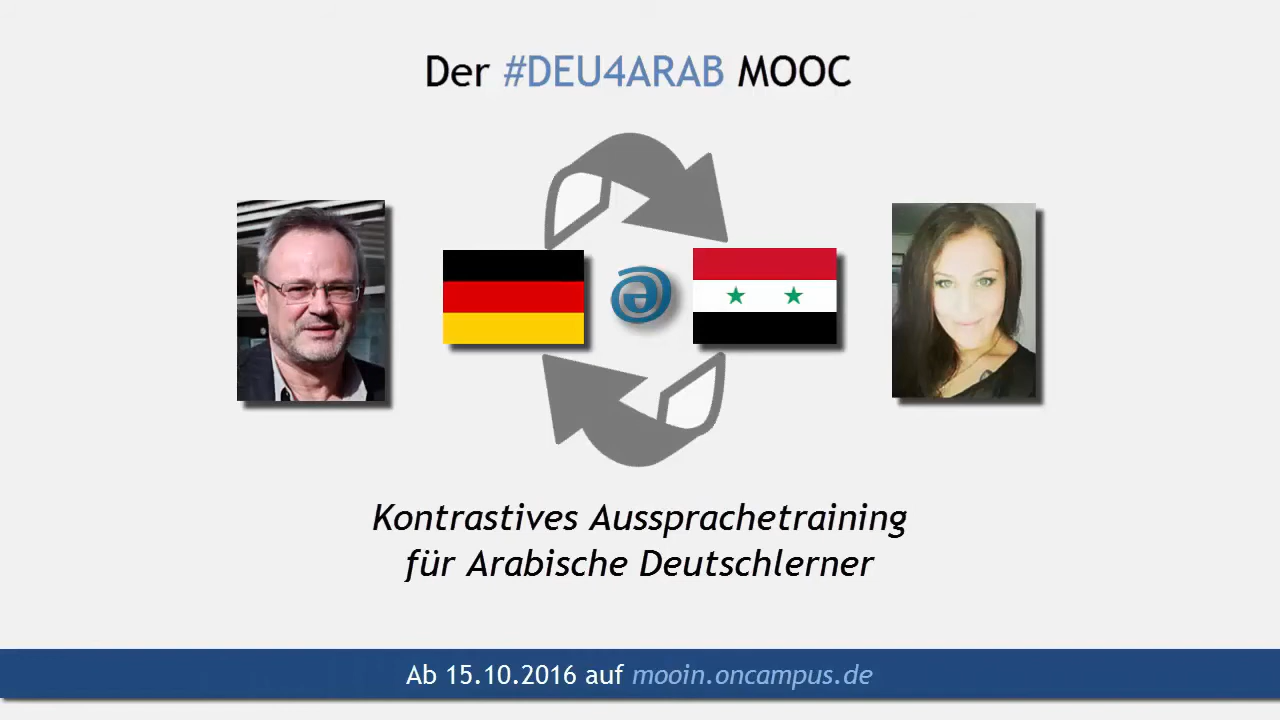 Der #DEU4ARAB MOOC
Kontrastives Aussprachetraining
für Arabische Deutschlerner
Ab 15.10.2016 auf mooin.oncampus.de